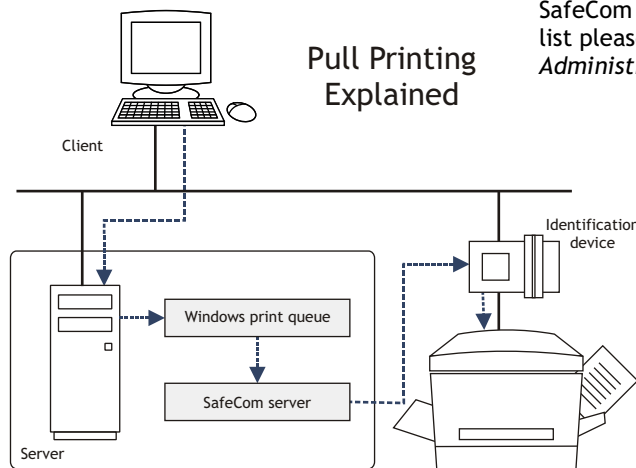 SafeCom
list pleas
Administ
Pull Printing
Explained
Client
Identification
device
Windows print queue
SafeCom server
Server